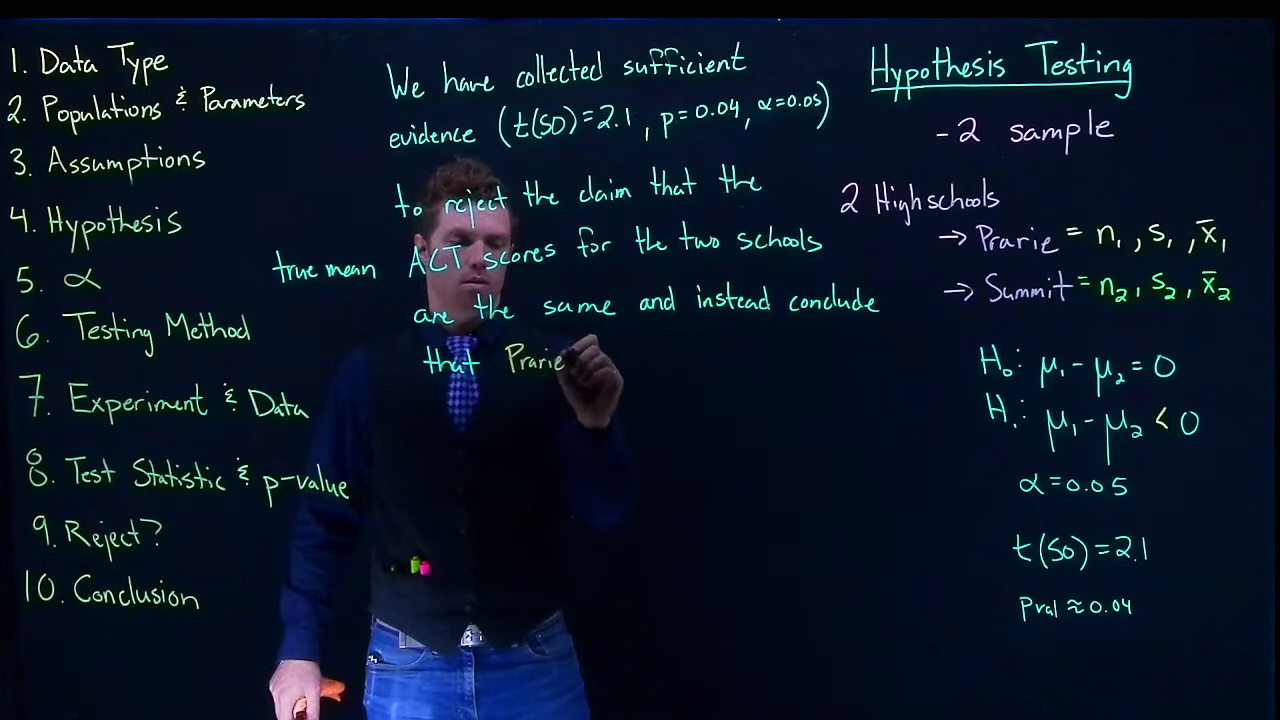 1. Data Type
2. Populations & Parameters
3. Assumptions
4. Hypothesis
5. α
6. Testing Method
7. Experiment & Data
8. Test Statistic & p-value
9. Reject?
10. Conclusion
We have collected sufficient
evidence (t(50)=2.1, p=0.04, α=0.05)
to reject the claim that the
true mean ACT scores for the two schools
are the same and instead conclude
that Prarie
Hypothesis Testing
-2 sample
2 High schools
→ Prarie = n₁, s₁, x̄₁
→ Summit = n₂, s₂, x̄₂
H₀: μ₁ - μ₂ = 0
H₁: μ₁ - μ₂ < 0
α = 0.05
t(50) = 2.1
Pval ≈ 0.04